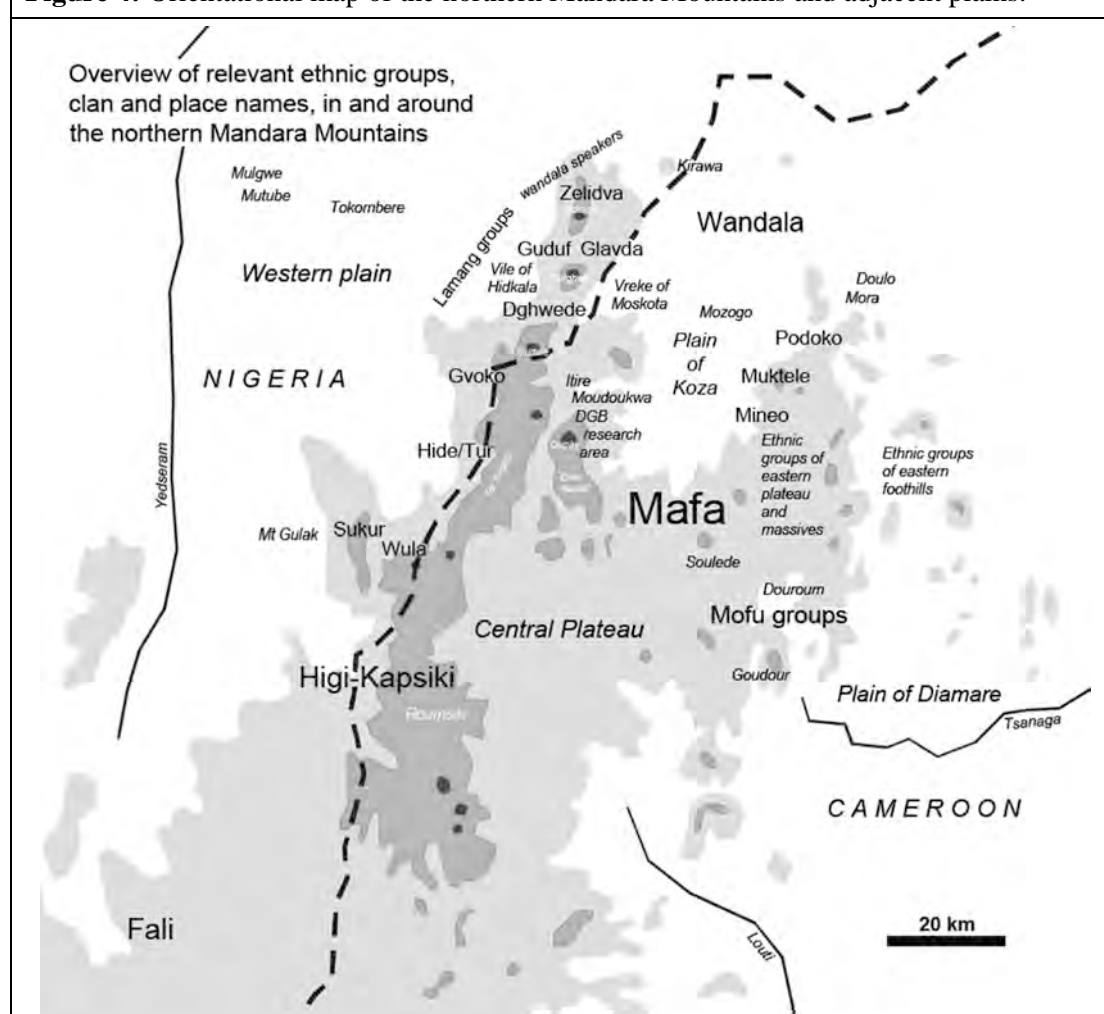 Figure 4: Orientational map of the northern Mandara Mountains and adjacent plains.
Overview of relevant ethnic groups,
clan and place names, in and around
the northern Mandara Mountains
wandala speakers
Kirawa
Mulgwe
Mutube
Tokombere
Zelidva
Wandala
Lamang groups
Guduf Glavda
Western plain
Vile of
Hidkala
Vreke of
Moskota
Doulo
Mora
Dghwede
Mozogo
Podoko
Plain
of
Koza
NIGERIA
Gvoko
Itire
Moudoukwa
DGB
research
area
Muktele
Mineo
Hide/Tur
Ethnic
groups of
eastern
plateau
and
massives
Ethnic groups
of eastern
foothills
Yedseram
Mafa
Mt Gulak
Sukur
Wula
Soulede
Douroum
Mofu groups
Central Plateau
Higi-Kapsiki
Goudour
Plain of Diamare
Tsanaga
CAMEROON
Fali
Louti
20 km